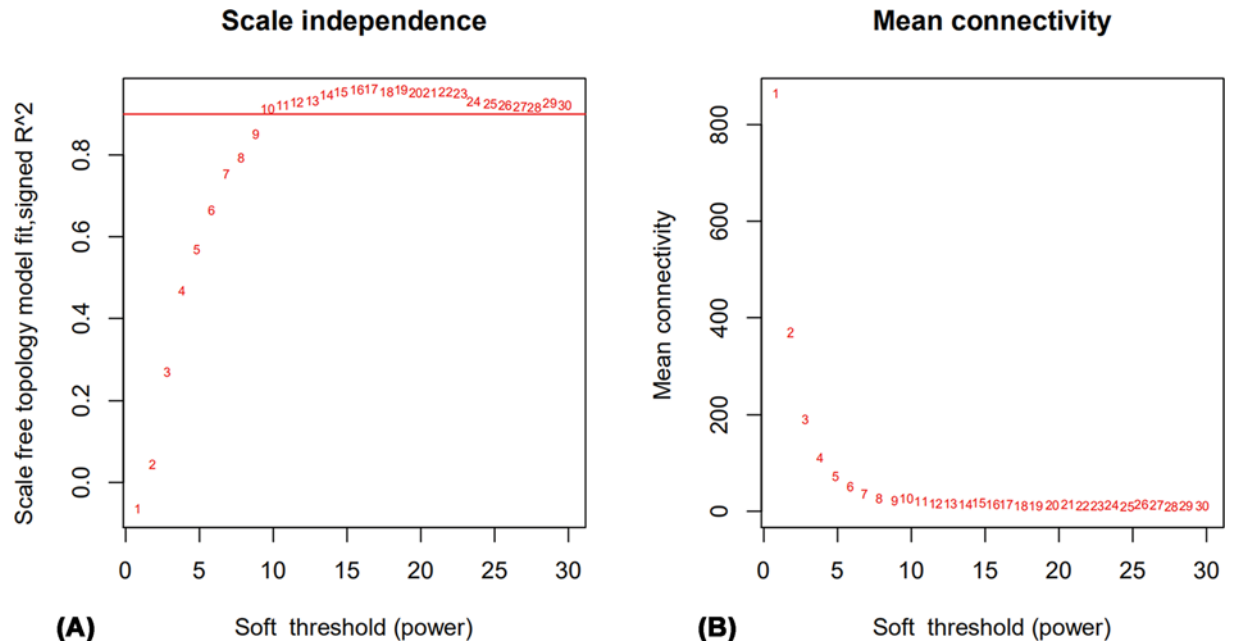 Scale independence
Scale free topology model fit,signed R^2
0.0 0.2 0.4 0.6 0.8
1 2 3 4 5 6 7 8 9 10 11 12 13 14 15 16 17 18 19 20 21 22 23 24 25 26 27 28 29 30
0 5 10 15 20 25 30
(A) Soft threshold (power)
Mean connectivity
Mean connectivity
0 200 400 600 800
1 2 3 4 5 6 7 8 9 10 11 12 13 14 15 16 17 18 19 20 21 22 23 24 25 26 27 28 29 30
0 5 10 15 20 25 30
(B) Soft threshold (power)